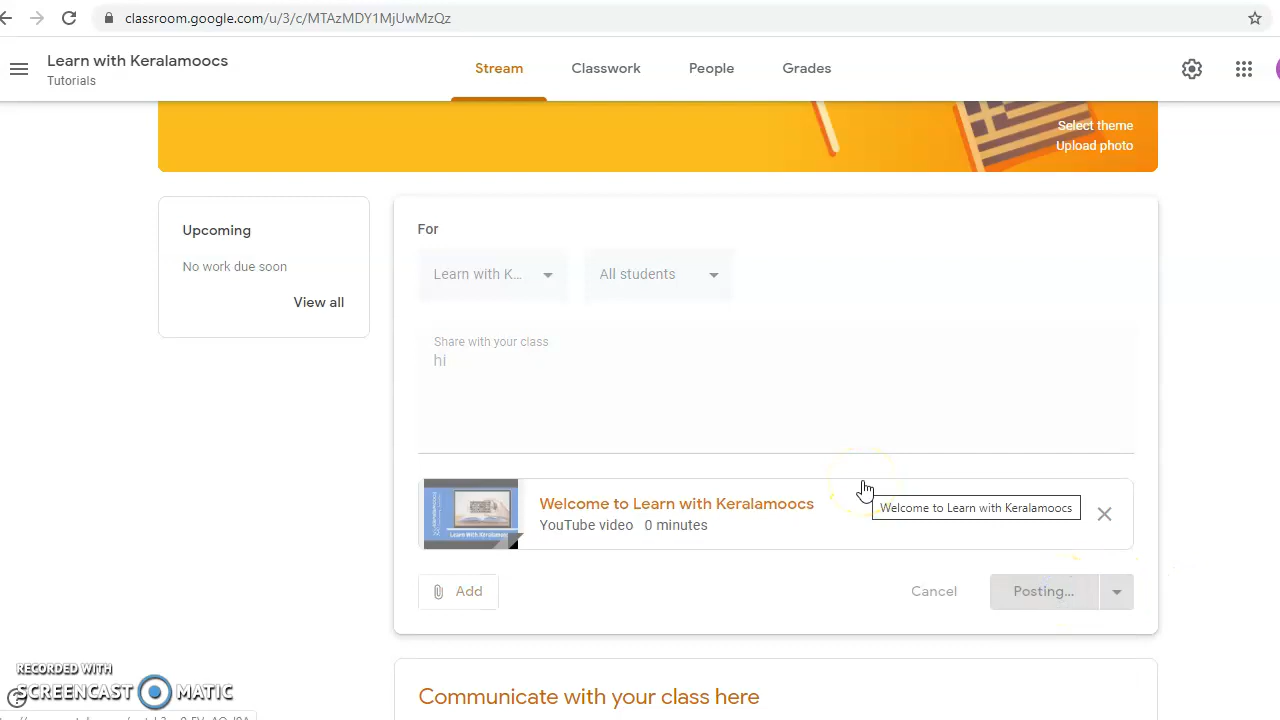 classroom.google.com/u/3/c/MTAzMDY1MjUwMzQz
Learn with Keralamoocs
Tutorials
Stream
Classwork
People
Grades
Select theme
Upload photo
Upcoming
No work due soon
View all
For
Learn with K...
All students
Share with your class
hi
Welcome to Learn with Keralamoocs
YouTube video 0 minutes
Welcome to Learn with Keralamoocs
Learn with Keralamoocs
Add
Cancel
Posting...
Communicate with your class here
RECORDED WITH
SCREENCAST MATIC